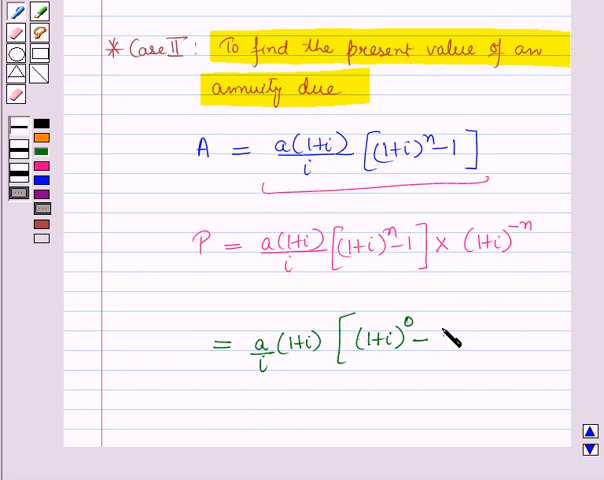 * Case II : To find the present value of an
annuity due
A = a(1+i)/i [(1+i)^n - 1]
P = a(1+i)/i [(1+i)^n - 1] × (1+i)^-n
= a/i (1+i) [(1+i)^0 -